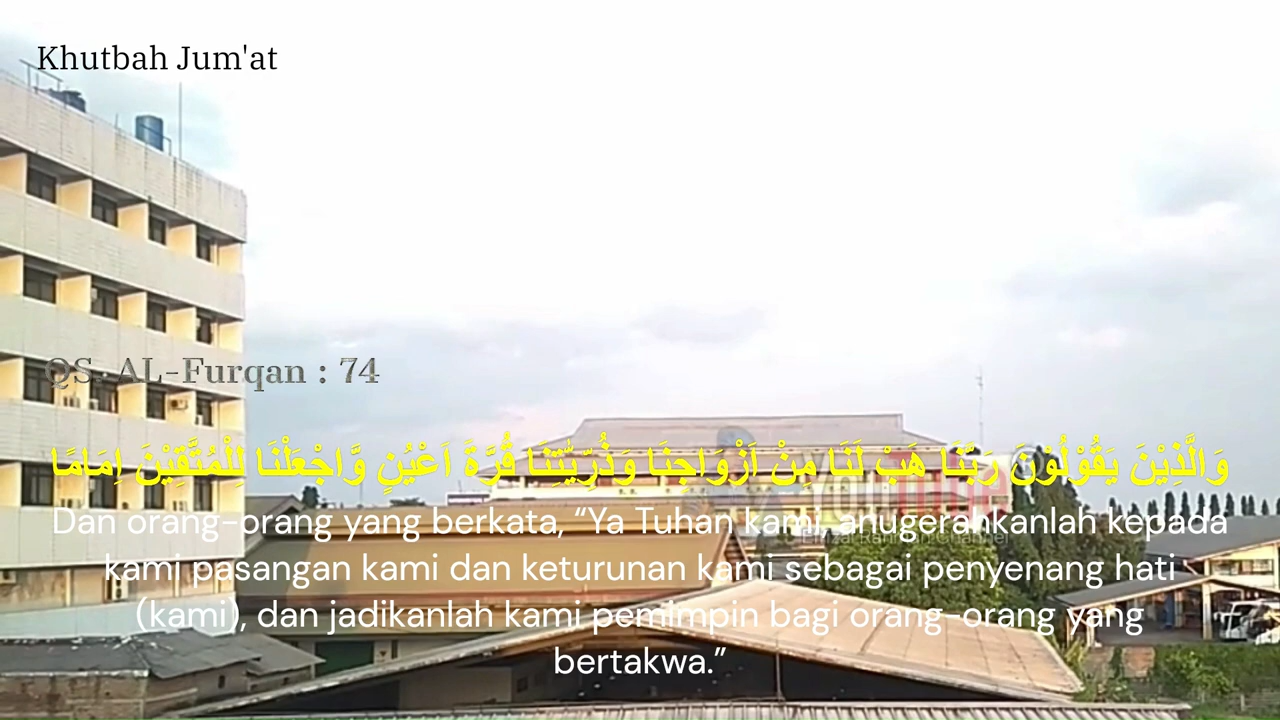 Khutbah Jum'at
QS. AL-Furqan : 74
وَالَّذِيْنَ يَقُوْلُوْنَ رَبَّنَا هَبْ لَنَا مِنْ اَزْوَاجِنَا وَذُرِّيّٰتِنَا قُرَّةَ اَعْيُنٍ وَّاجْعَلْنَا لِلْمُتَّقِيْنَ اِمَامًا
Dan orang-prang yang berkata, “Ya Tuhan kami, anugerahkanlah kepada
kami pasangan kami dan keturunan kami sebagai penyenang hati
(kami), dan jadikanlah kami pemimpin bagi orang-orang yang
bertakwa.”
YouTube